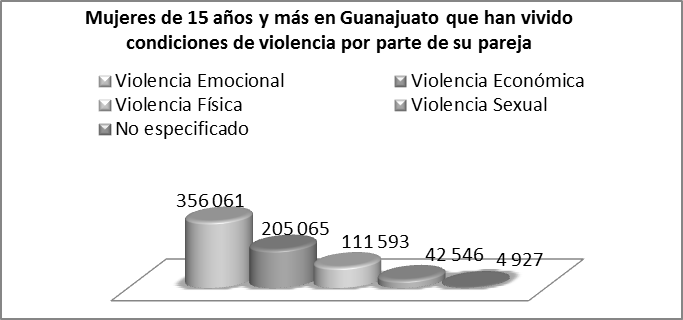 Mujeres de 15 años y más en Guanajuato que han vivido
condiciones de violencia por parte de su pareja
Violencia Emocional
Violencia Económica
Violencia Física
Violencia Sexual
No especificado
356 061
205 065
111 593
42 546
4 927